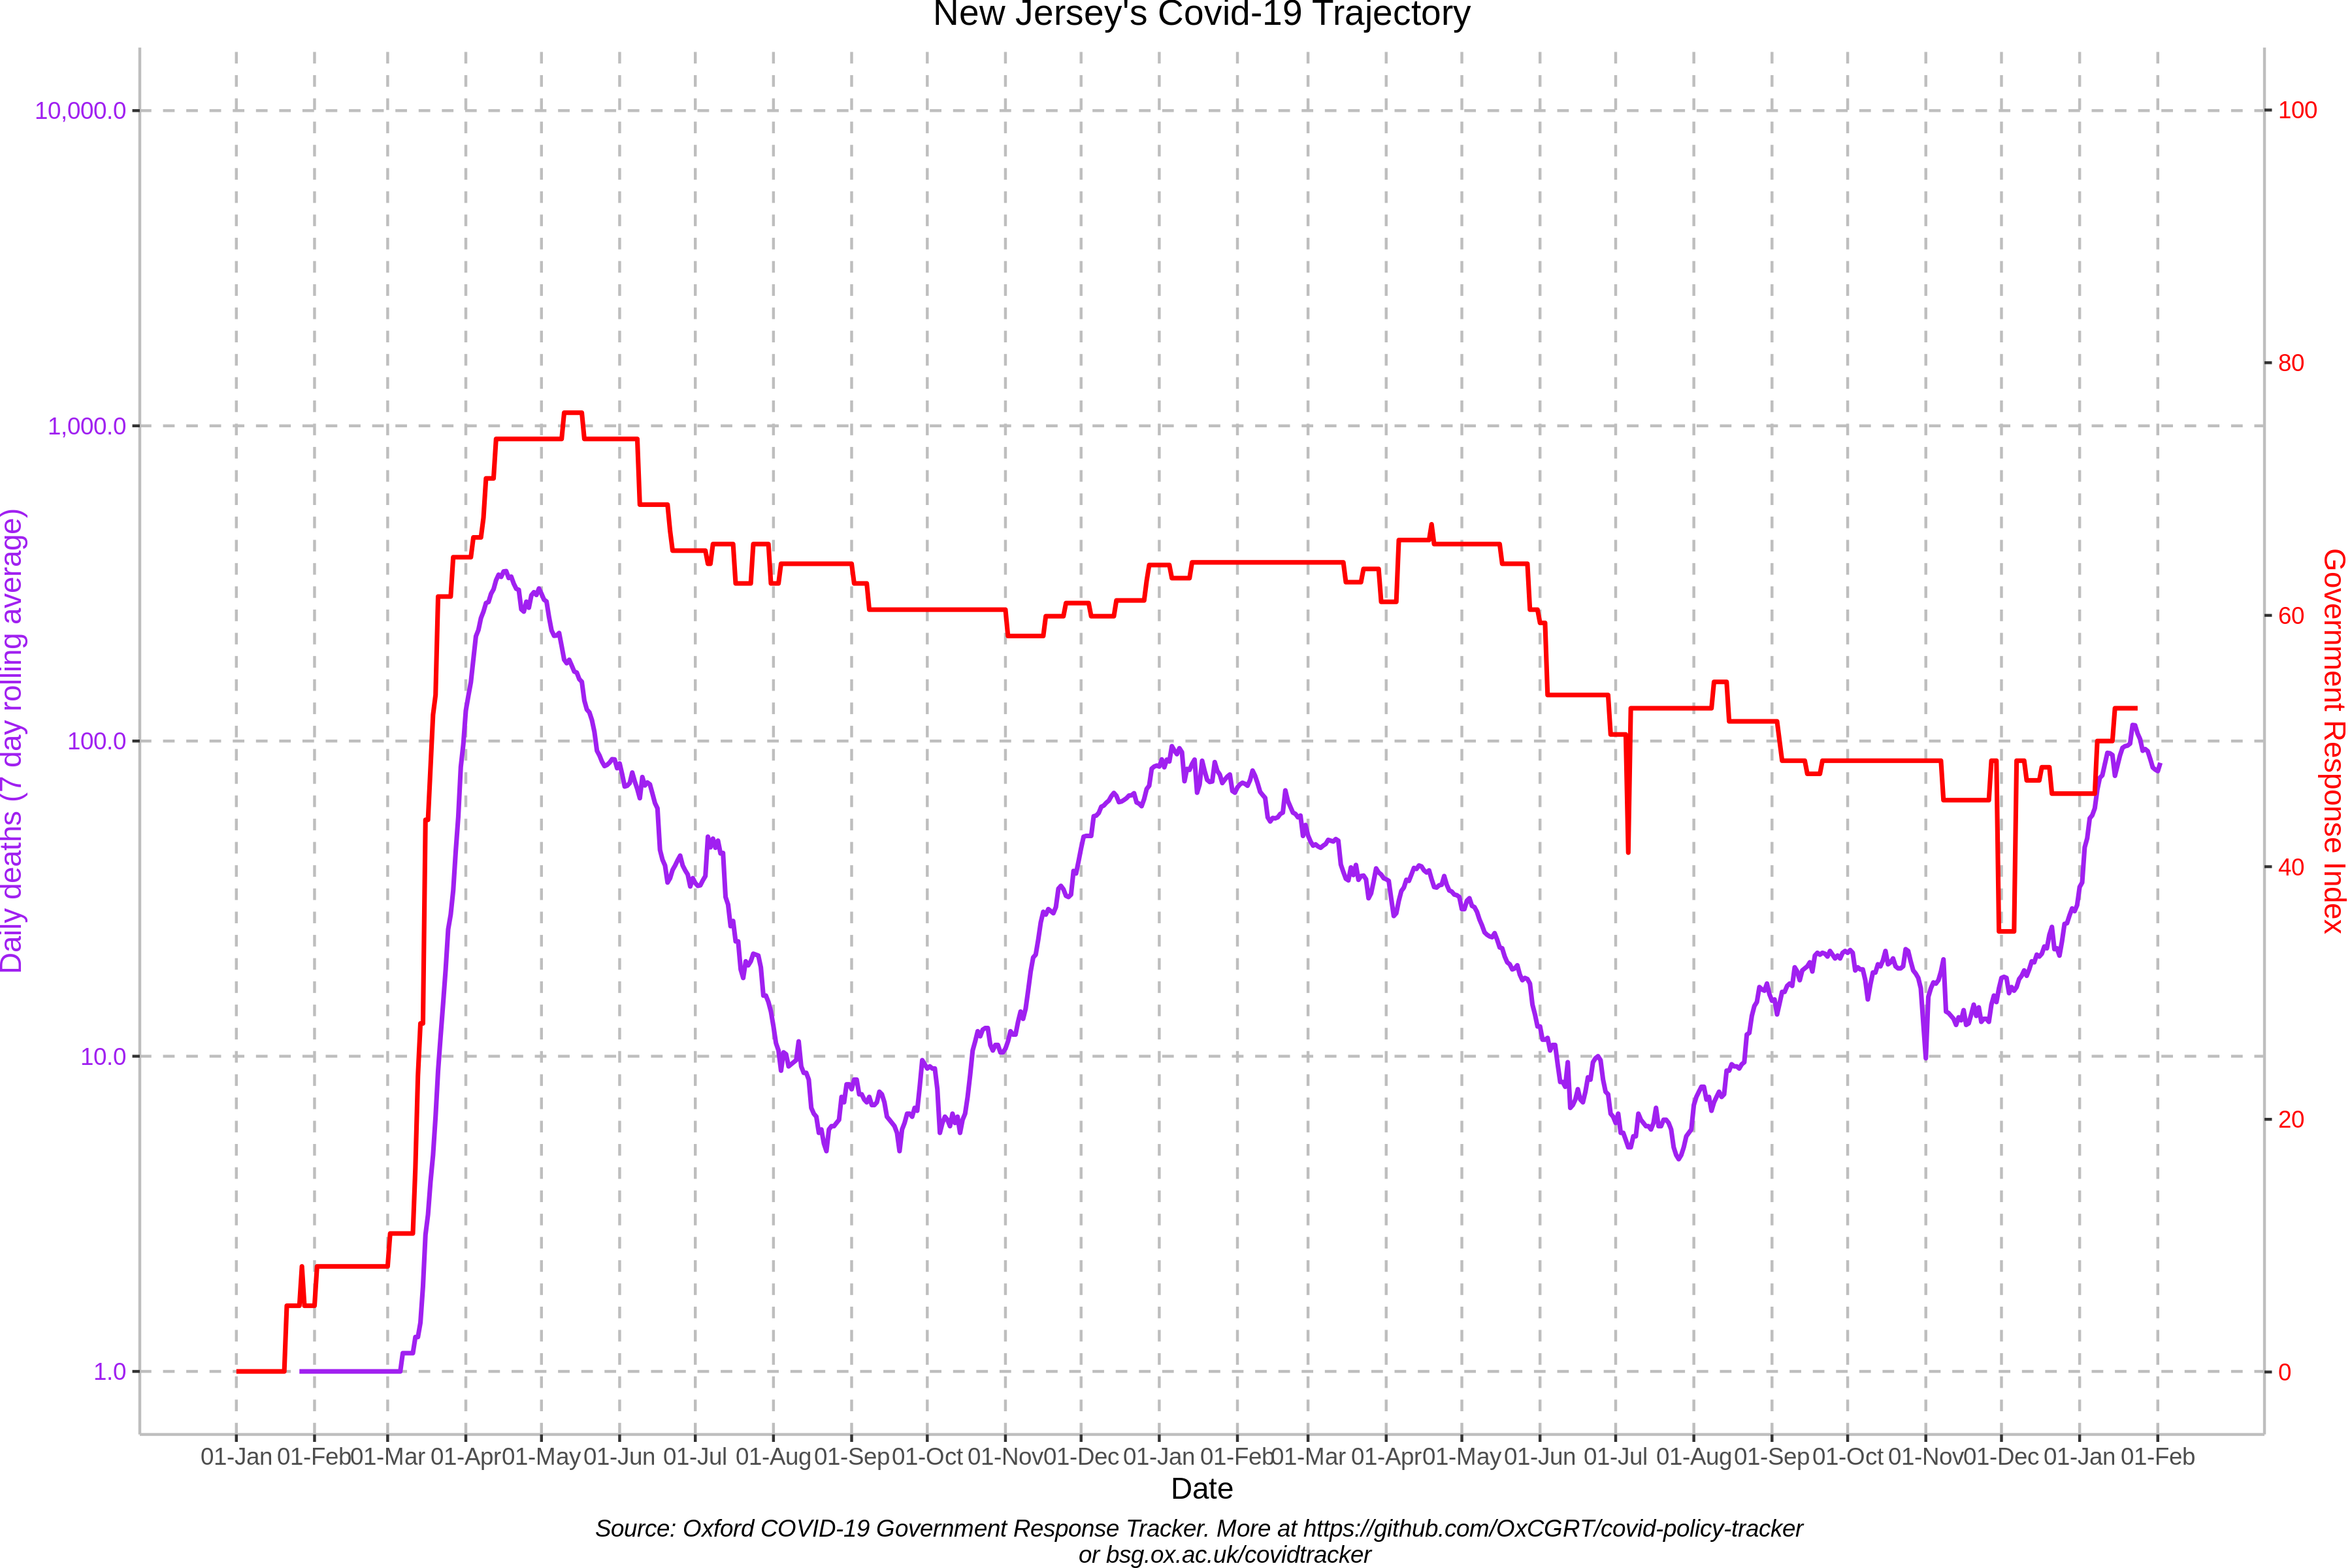 New Jersey's Covid-19 Trajectory
10,000.0
1,000.0
100.0
10.0
1.0
Daily deaths (7 day rolling average)
100
80
60
40
20
0
Government Response Index
01-Jan 01-Feb 01-Mar 01-Apr 01-May 01-Jun 01-Jul 01-Aug 01-Sep 01-Oct 01-Nov 01-Dec 01-Jan 01-Feb 01-Mar 01-Apr 01-May 01-Jun 01-Jul 01-Aug 01-Sep 01-Oct 01-Nov 01-Dec 01-Jan 01-Feb
Date
Source: Oxford COVID-19 Government Response Tracker. More at https://github.com/OxCGRT/covid-policy-tracker
or bsg.ox.ac.uk/covidtracker